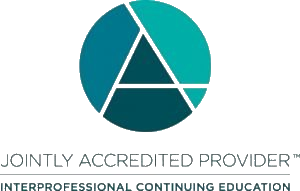 JOINTLY ACCREDITED PROVIDER™
INTERPROFESSIONAL CONTINUING EDUCATION